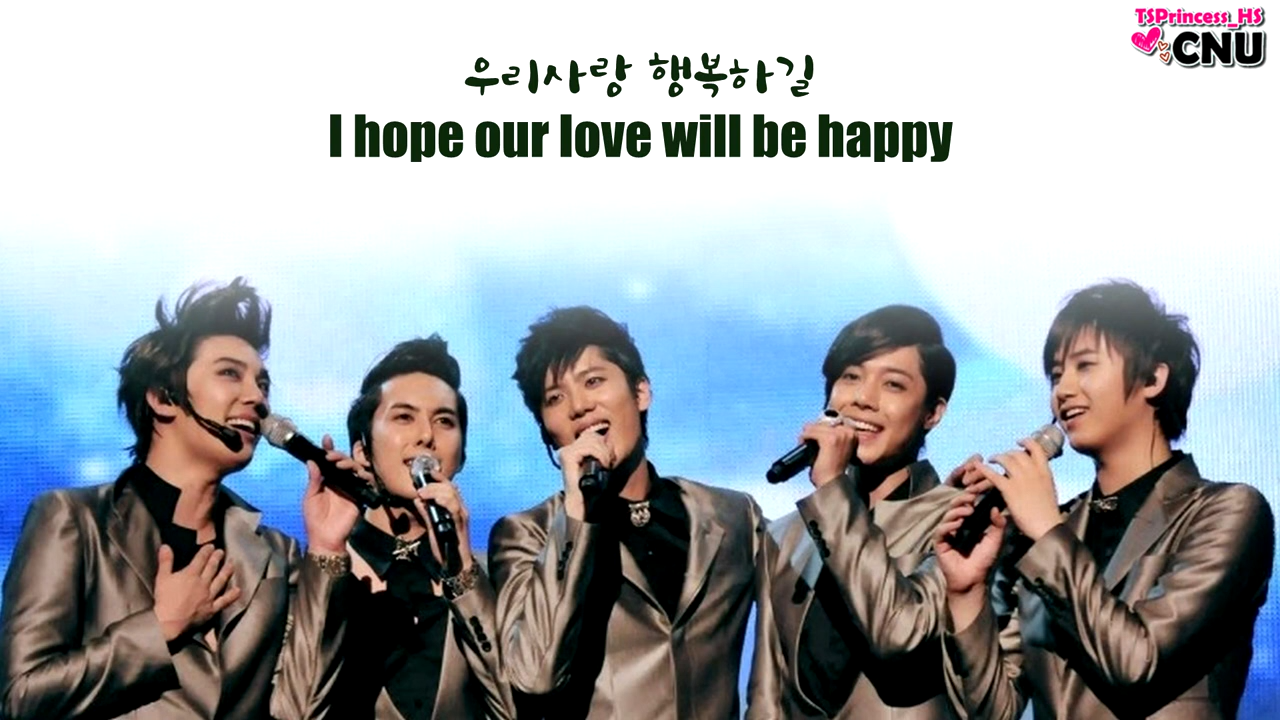 TSPrincess_HS
CNU
우리사랑 행복하길
I hope our love will be happy